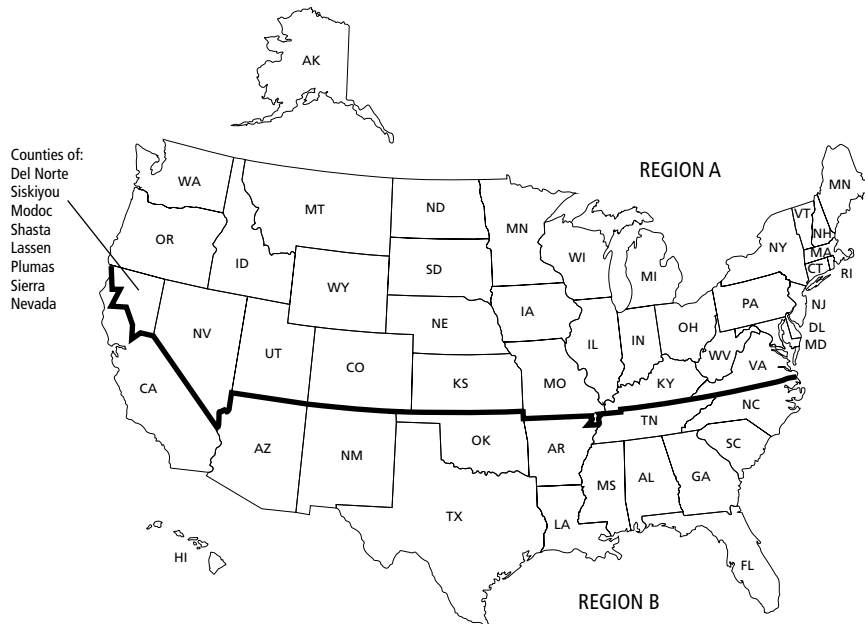 AK
Counties of:
Del Norte
Siskiyou
Modoc
Shasta
Lassen
Plumas
Sierra
Nevada
REGION A
WA
MT
ND
MN
OR
ID
SD
WI
MI
WY
NY
VT
NH
MN
MA
CT
RI
NV
UT
NE
IA
PA
NJ
DL
MD
IL
IN
OH
WV
VA
CA
CO
KS
MO
KY
NC
AZ
NM
OK
AR
TN
SC
TX
LA
MS
AL
GA
FL
HI
REGION B